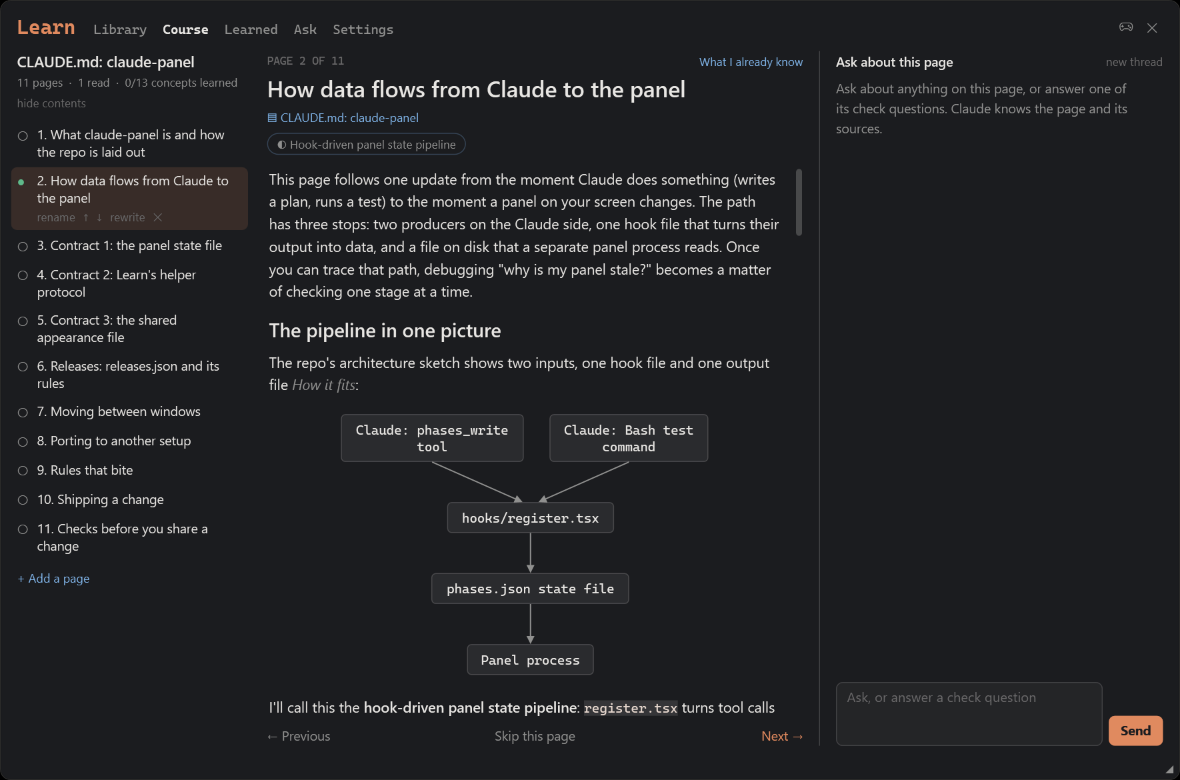 Learn Library Course Learned Ask Settings
CLAUDE.md: claude-panel
11 pages · 1 read · 0/13 concepts learned
hide contents
1. What claude-panel is and how
the repo is laid out
2. How data flows from Claude to
the panel
rename ↑ ↓ rewrite ×
3. Contract 1: the panel state file
4. Contract 2: Learn's helper
protocol
5. Contract 3: the shared
appearance file
6. Releases: releases.json and its
rules
7. Moving between windows
8. Porting to another setup
9. Rules that bite
10. Shipping a change
11. Checks before you share a
change
+ Add a page
PAGE 2 OF 11
What I already know
How data flows from Claude to the panel
CLAUDE.md: claude-panel
Hook-driven panel state pipeline
This page follows one update from the moment Claude does something (writes
a plan, runs a test) to the moment a panel on your screen changes. The path
has three stops: two producers on the Claude side, one hook file that turns their
output into data, and a file on disk that a separate panel process reads. Once
you can trace that path, debugging "why is my panel stale?" becomes a matter
of checking one stage at a time.
The pipeline in one picture
The repo's architecture sketch shows two inputs, one hook file and one output
file How it fits:
Claude: phases_write
tool
Claude: Bash test
command
hooks/register.tsx
phases.json state file
Panel process
I'll call this the hook-driven panel state pipeline: register.tsx turns tool calls
← Previous
Skip this page
Next →
Ask about this page
new thread
Ask about anything on this page, or answer one of
its check questions. Claude knows the page and its
sources.
Ask, or answer a check question
Send